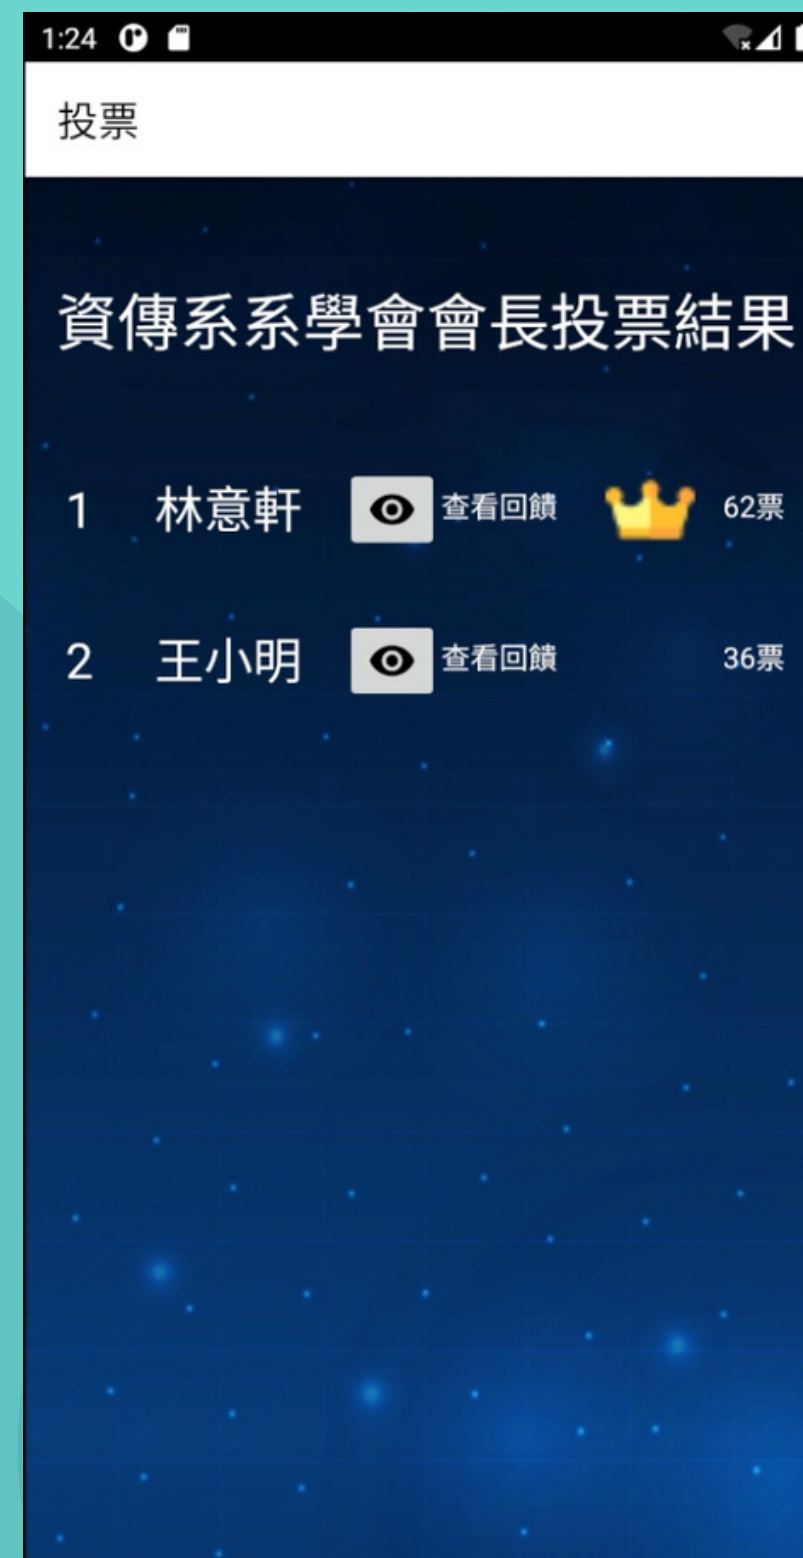 1:24
投票
資傳系系學會會長投票結果
1 林意軒 查看回饋 62票
2 王小明 查看回饋 36票